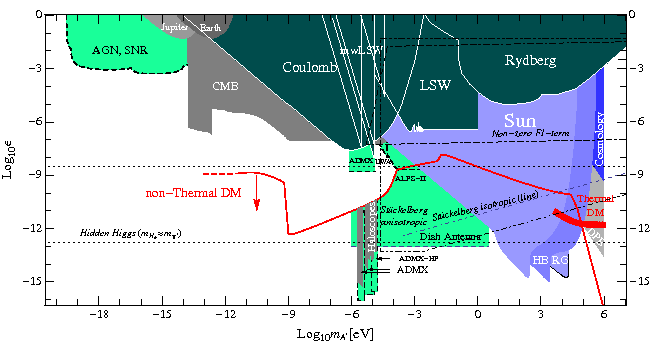 0
−3
−6
−9
−12
−15
Log₁₀ϵ
AGN, SNR
Jupiter
Earth
CMB
Coulomb
mwLSW
LSW
Rydberg
Sun
Non−zero FI−term
Cosmology
ADMX
UWA
ALPS−II
non−Thermal DM
Stückelberg
anisotropic
Stückelberg isotropic (line)
Thermal
DM
Haloscopes
Dish Antenna
Hidden Higgs
ADMX−HF
ADMX
HB
RG
0
−3
−6
−9
−12
−15
−18
−15
−12
−9
−6
−3
0
3
6
Log₁₀mA'[eV]